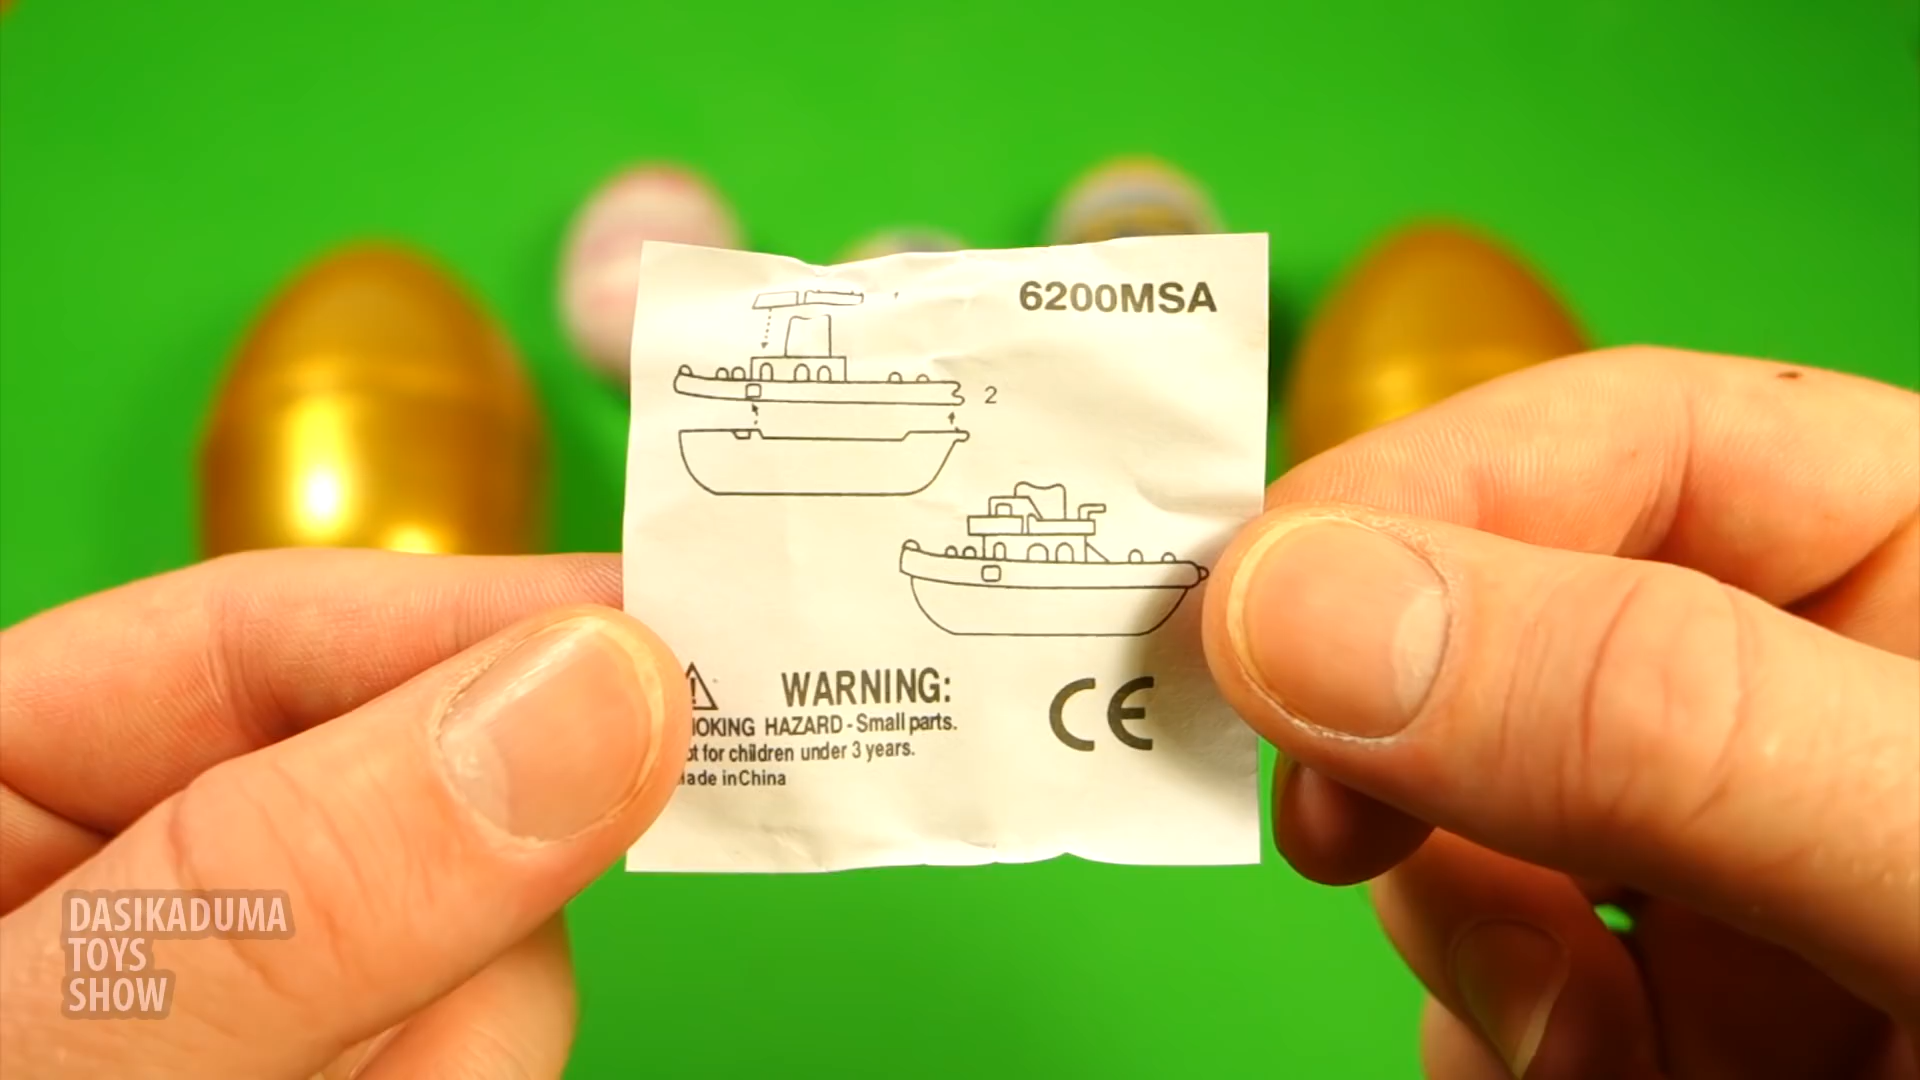 6200MSA
2
WARNING:
HAZARD - Small parts.
for children under 3 years.
in China
CE
DASIKADUMA
TOYS
SHOW